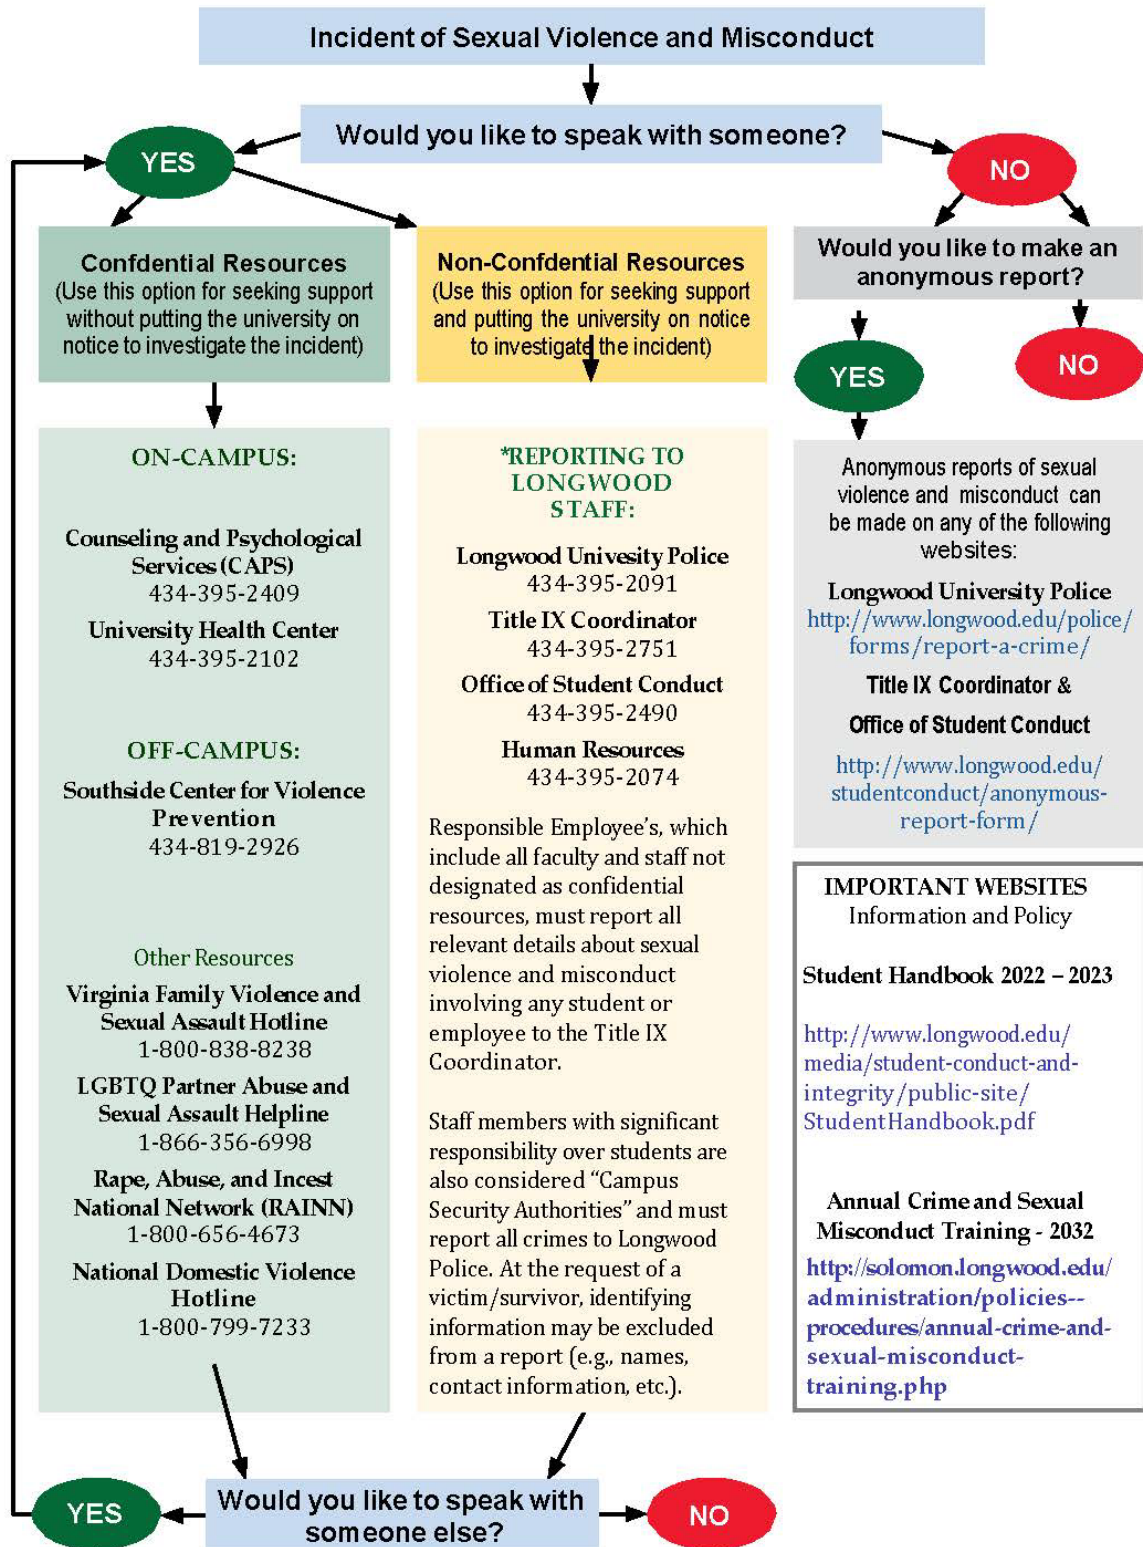 Incident of Sexual Violence and Misconduct
Would you like to speak with someone?
YES
NO
Confdential Resources
(Use this option for seeking support
without putting the university on
notice to investigate the incident)
Non-Confdential Resources
(Use this option for seeking support
and putting the university on notice
to investigate the incident)
Would you like to make an
anonymous report?
YES
NO
ON-CAMPUS:
Counseling and Psychological
Services (CAPS)
434-395-2409
University Health Center
434-395-2102
OFF-CAMPUS:
Southside Center for Violence
Prevention
434-819-2926
Other Resources
Virginia Family Violence and
Sexual Assault Hotline
1-800-838-8238
LGBTQ Partner Abuse and
Sexual Assault Helpline
1-866-356-6998
Rape, Abuse, and Incest
National Network (RAINN)
1-800-656-4673
National Domestic Violence
Hotline
1-800-799-7233
*REPORTING TO
LONGWOOD
STAFF:
Longwood Univesity Police
434-395-2091
Title IX Coordinator
434-395-2751
Office of Student Conduct
434-395-2490
Human Resources
434-395-2074
Responsible Employee's, which
include all faculty and staff not
designated as confidential
resources, must report all
relevant details about sexual
violence and misconduct
involving any student or
employee to the Title IX
Coordinator.
Staff members with significant
responsibility over students are
also considered “Campus
Security Authorities” and must
report all crimes to Longwood
Police. At the request of a
victim/survivor, identifying
information may be excluded
from a report (e.g., names,
contact information, etc.).
Anonymous reports of sexual
violence and misconduct can
be made on any of the following
websites:
Longwood University Police
http://www.longwood.edu/police/
forms/report-a-crime/
Title IX Coordinator &
Office of Student Conduct
http://www.longwood.edu/
studentconduct/anonymous-
report-form/
IMPORTANT WEBSITES
Information and Policy
Student Handbook 2022 – 2023
http://www.longwood.edu/
media/student-conduct-and-
integrity/public-site/
StudentHandbook.pdf
Annual Crime and Sexual
Misconduct Training - 2032
http://solomon.longwood.edu/
administration/policies--
procedures/annual-crime-and-
sexual-misconduct-
training.php
YES
Would you like to speak with
someone else?
NO